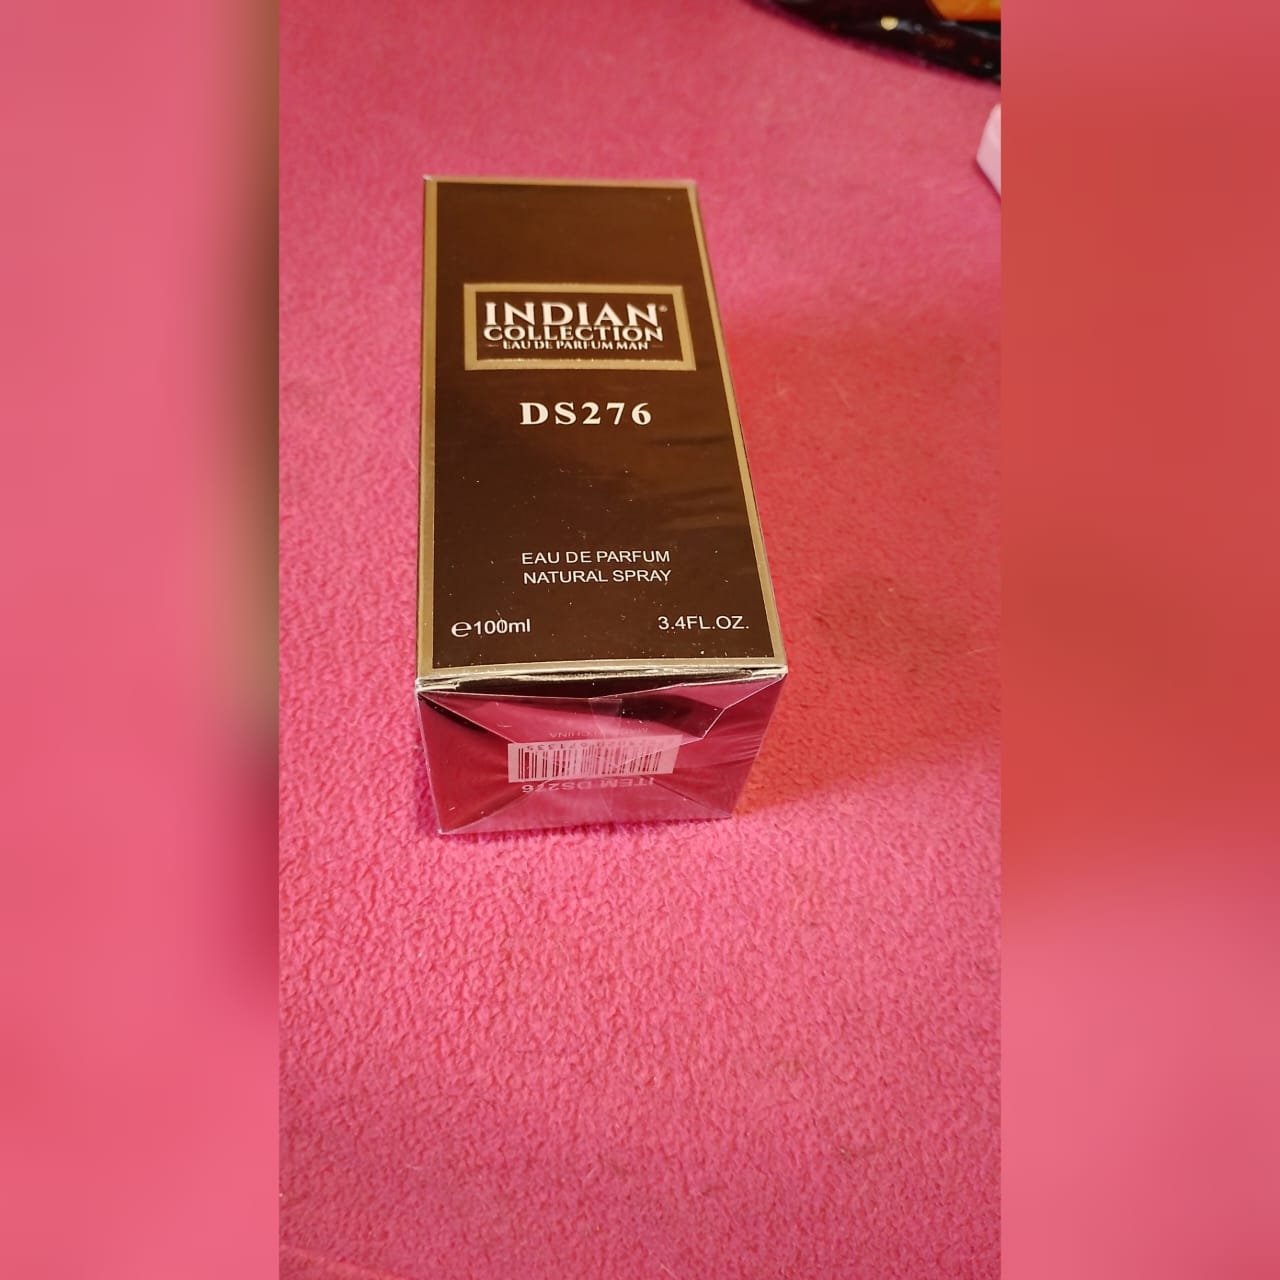 INDIAN®
COLLECTION
EAU DE PARFUM MAN
DS276
EAU DE PARFUM
NATURAL SPRAY
℮100ml
3.4FL.OZ.
ITEM DS276